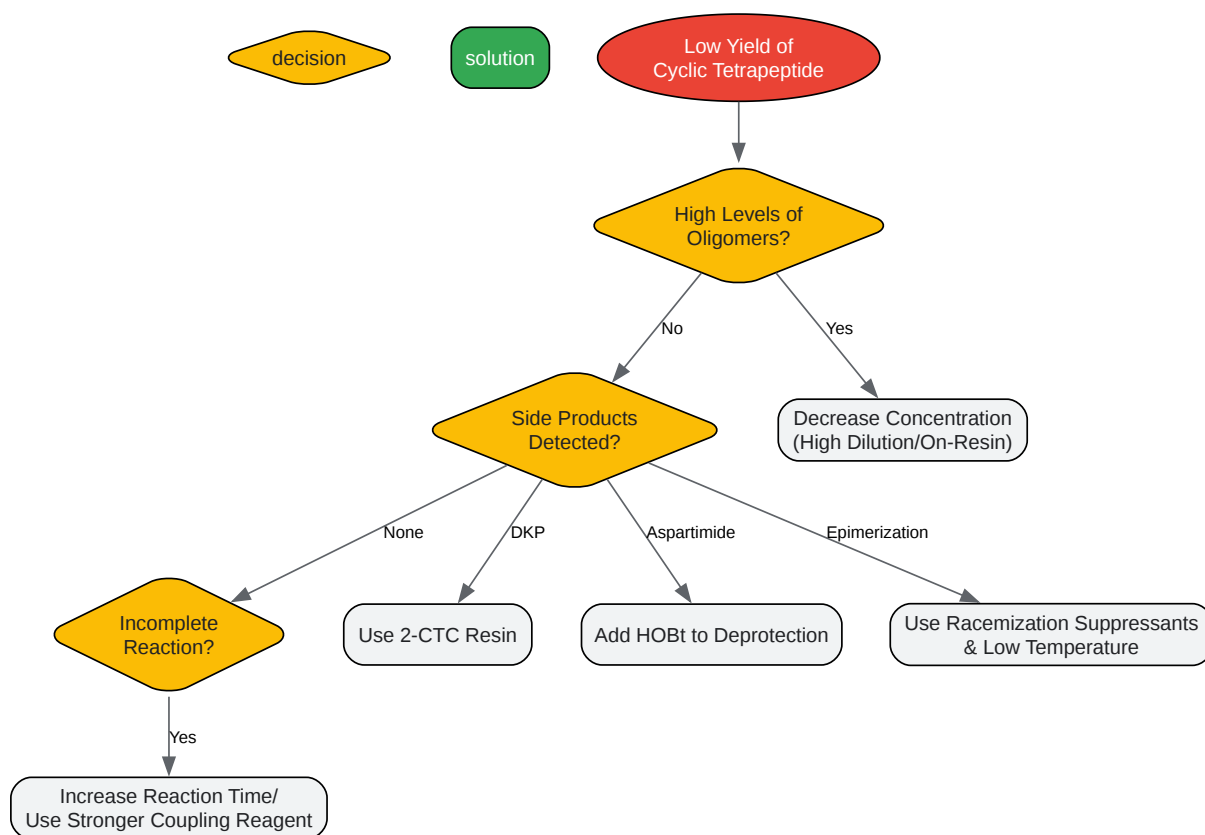 decision
solution
Low Yield of
Cyclic Tetrapeptide
High Levels of
Oligomers?
No
Yes
Side Products
Detected?
Decrease Concentration
(High Dilution/On-Resin)
None
DKP
Aspartimide
Epimerization
Incomplete
Reaction?
Use 2-CTC Resin
Add HOBt to Deprotection
Use Racemization Suppressants
& Low Temperature
Yes
Increase Reaction Time/
Use Stronger Coupling Reagent